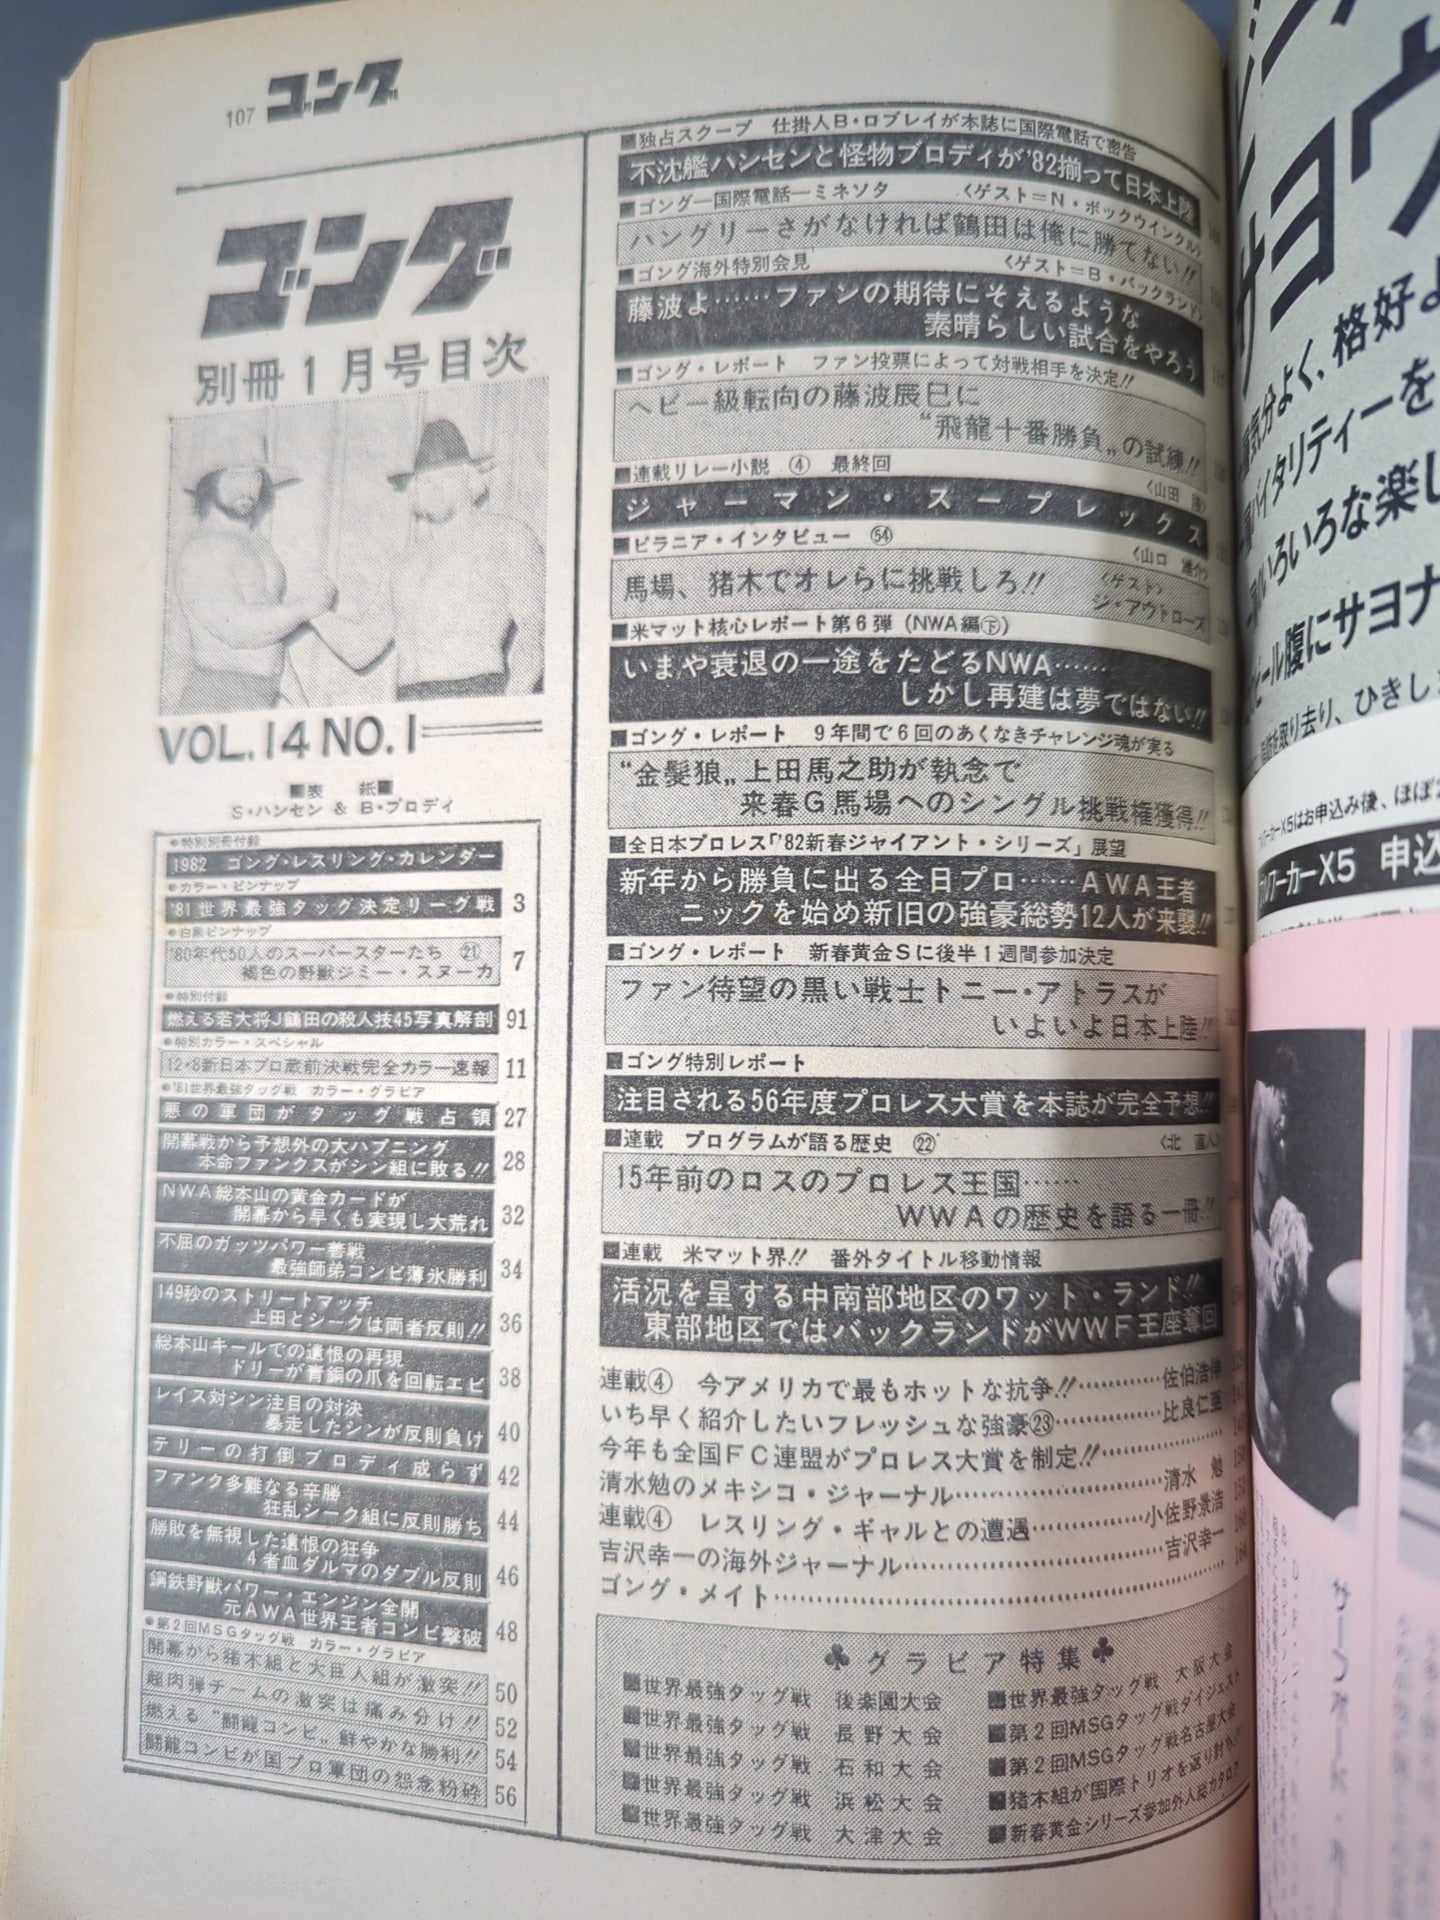 107 ゴング
ゴング
別冊1月号目次
VOL.14 NO.1
■表 紙■
S・ハンセン & B・ブロディ
●特別別冊付録
1982 ゴング・レスリング・カレンダー
●カラー・ピンナップ
'81世界最強タッグ決定リーグ戦 3
●白黒ピンナップ
'80年代50人のスーパースターたち ㉑
褐色の野獣ジミー・スヌーカ 7
●特別付録
燃える若大将J鶴田の殺人技45写真解剖 91
●特別カラー・スペシャル
12・8新日本プロ蔵前決戦完全カラー速報 11
●'81世界最強タッグ戦 カラー・グラビア
悪の軍団がタッグ戦占領 27
開幕戦から予想外の大ハプニング
本命ファンクスがシン組に敗る!! 28
NWA総本山の黄金カードが
開幕から早くも実現し大荒れ 32
不屈のガッツパワー善戦
最強師弟コンビ薄氷勝利 34
149秒のストリートマッチ
上田とシークは両者反則!! 36
総本山キールでの遺恨の再現
ドリーが青銅の爪を回転エビ 38
レイス対シン注目の対決
暴走したシンが反則負け 40
テリーの打倒ブロディ成らず 42
ファンク多難なる辛勝
狂乱シーク組に反則勝ち 44
勝敗を無視した遺恨の狂争
4者血ダルマのダブル反則 46
鋼鉄野獣パワー・エンジン全開
元AWA世界王者コンビ撃破 48
●第2回MSGタッグ戦 カラー・グラビア
開幕から猪木組と大巨人組が激突!! 50
超肉弾チームの激突は痛み分け!! 52
燃える“闘龍コンビ„鮮やかな勝利!! 54
闘龍コンビが国プロ軍団の怨念粉砕 56
■独占スクープ 仕掛人B・ロブレイが本誌に国際電話で密告
不沈艦ハンセンと怪物ブロディが'82揃って日本上陸
■ゴング―国際電話―ミネソタ 〈ゲスト=N・ボックウインクル〉
ハングリーさがなければ鶴田は俺に勝てない!!
■ゴング海外特別会見 〈ゲスト=B・バックランド〉
藤波よ……ファンの期待にそえるような
素晴らしい試合をやろう
■ゴング・レポート ファン投票によって対戦相手を決定!!
ヘビー級転向の藤波辰巳に
“飛龍十番勝負„の試練!!
■連載リレー小説 ④ 最終回 〈山田 隆〉
ジャーマン・スープレックス
■ピラニア・インタビュー ㊴ 〈山口 雄介〉
馬場、猪木でオレらに挑戦しろ!! 〈ゲスト〉ジ・アウトローズ
■米マット核心レポート第6弾(NWA編㊦)
いまや衰退の一途をたどるNWA……
しかし再建は夢ではない!!
■ゴング・レポート 9年間で6回のあくなきチャレンジ魂が実る
“金髪狼„上田馬之助が執念で
来春G馬場へのシングル挑戦権獲得!!
■全日本プロレス「'82新春ジャイアント・シリーズ」展望
新年から勝負に出る全日プロ……AWA王者
ニックを始め新旧の強豪総勢12人が来襲!!
■ゴング・レポート 新春黄金Sに後半1週間参加決定
ファン待望の黒い戦士トニー・アトラスが
いよいよ日本上陸!!
■ゴング特別レポート
注目される56年度プロレス大賞を本誌が完全予想!!
■連載 プログラムが語る歴史 ㉒ 〈北 直人〉
15年前のロスのプロレス王国……
WWAの歴史を語る一冊!!
■連載 米マット界!! 番外タイトル移動情報
活況を呈する中南部地区のワット・ランド!!
東部地区ではバックランドがWWF王座奪回
連載④ 今アメリカで最もホットな抗争!!…………佐伯浩伸
いち早く紹介したいフレッシュな強豪㉓……………比良仁亜
今年も全国FC連盟がプロレス大賞を制定!!……………
清水勉のメキシコ・ジャーナル…………………清水 勉
連載④ レスリング・ギャルとの遭遇……………小佐野景浩
吉沢幸一の海外ジャーナル…………………………吉沢幸一
ゴング・メイト……………………………………………
♣グラビア特集♣
■世界最強タッグ戦 後楽園大会
■世界最強タッグ戦 長野大会
■世界最強タッグ戦 石和大会
■世界最強タッグ戦 浜松大会
■世界最強タッグ戦 大津大会
■世界最強タッグ戦 大阪大会
■第2回MSGタッグ戦ダイジェスト
■第2回MSGタッグ戦名古屋大会
■猪木組が国際トリオを返り討ち!!
■新春黄金シリーズ参加外人総カタログ
サヨウ
気分よく、格好よ
バイタリティーを
いろいろな楽し
ビール腹にサヨナ
取り去り、ひきし
ワーカーX5はお申込み後、ほぼ
ワーカーX5 申込